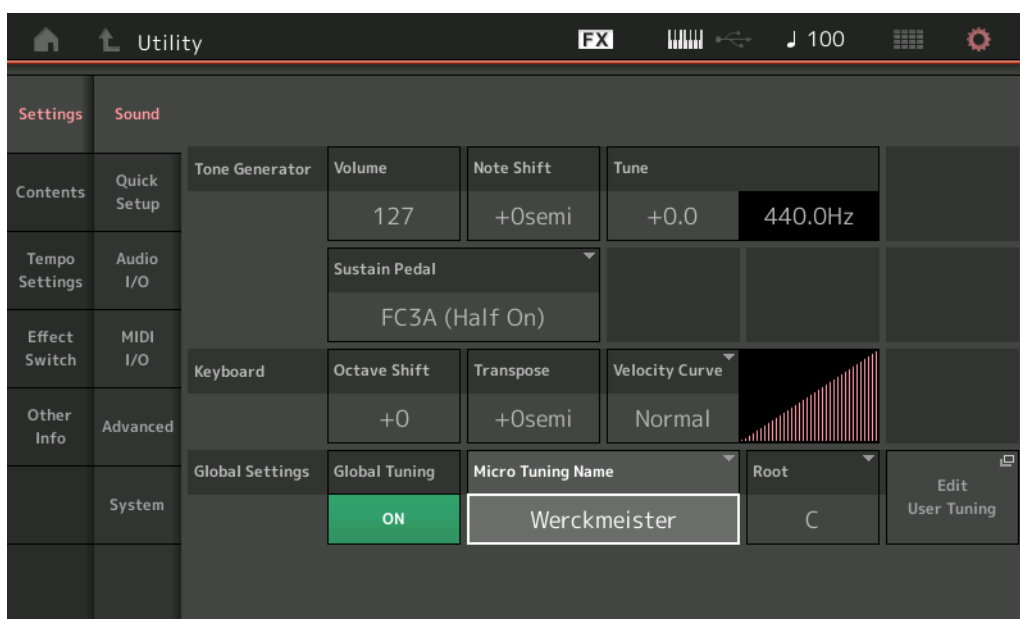 Utility
FX
♩ 100
Settings
Sound
Contents
Quick
Setup
Tempo
Settings
Audio
I/O
Effect
Switch
MIDI
I/O
Other
Info
Advanced
System
Tone Generator
Volume
Note Shift
Tune
127
+0semi
+0.0
440.0Hz
Sustain Pedal
FC3A (Half On)
Keyboard
Octave Shift
Transpose
Velocity Curve
+0
+0semi
Normal
Global Settings
Global Tuning
Micro Tuning Name
Root
Edit
User Tuning
ON
Werckmeister
C